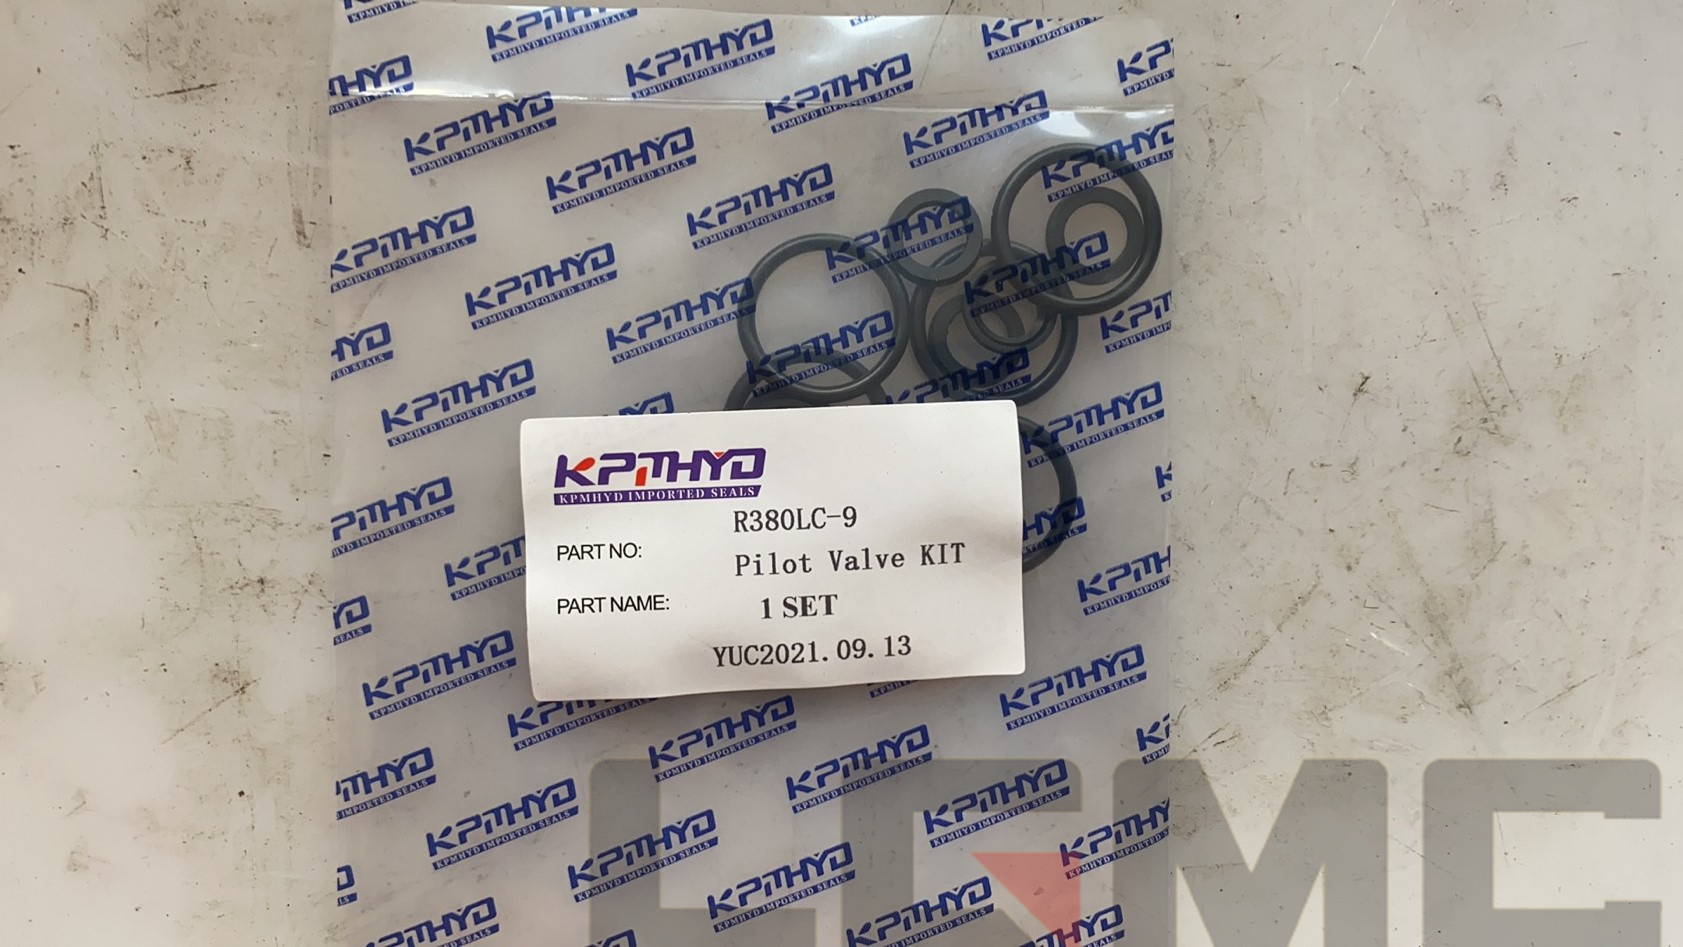 KPMHYD
KPMHYD IMPORTED SEALS
R380LC-9
PART NO:
Pilot Valve KIT
PART NAME:
1 SET
YUC2021.09.13